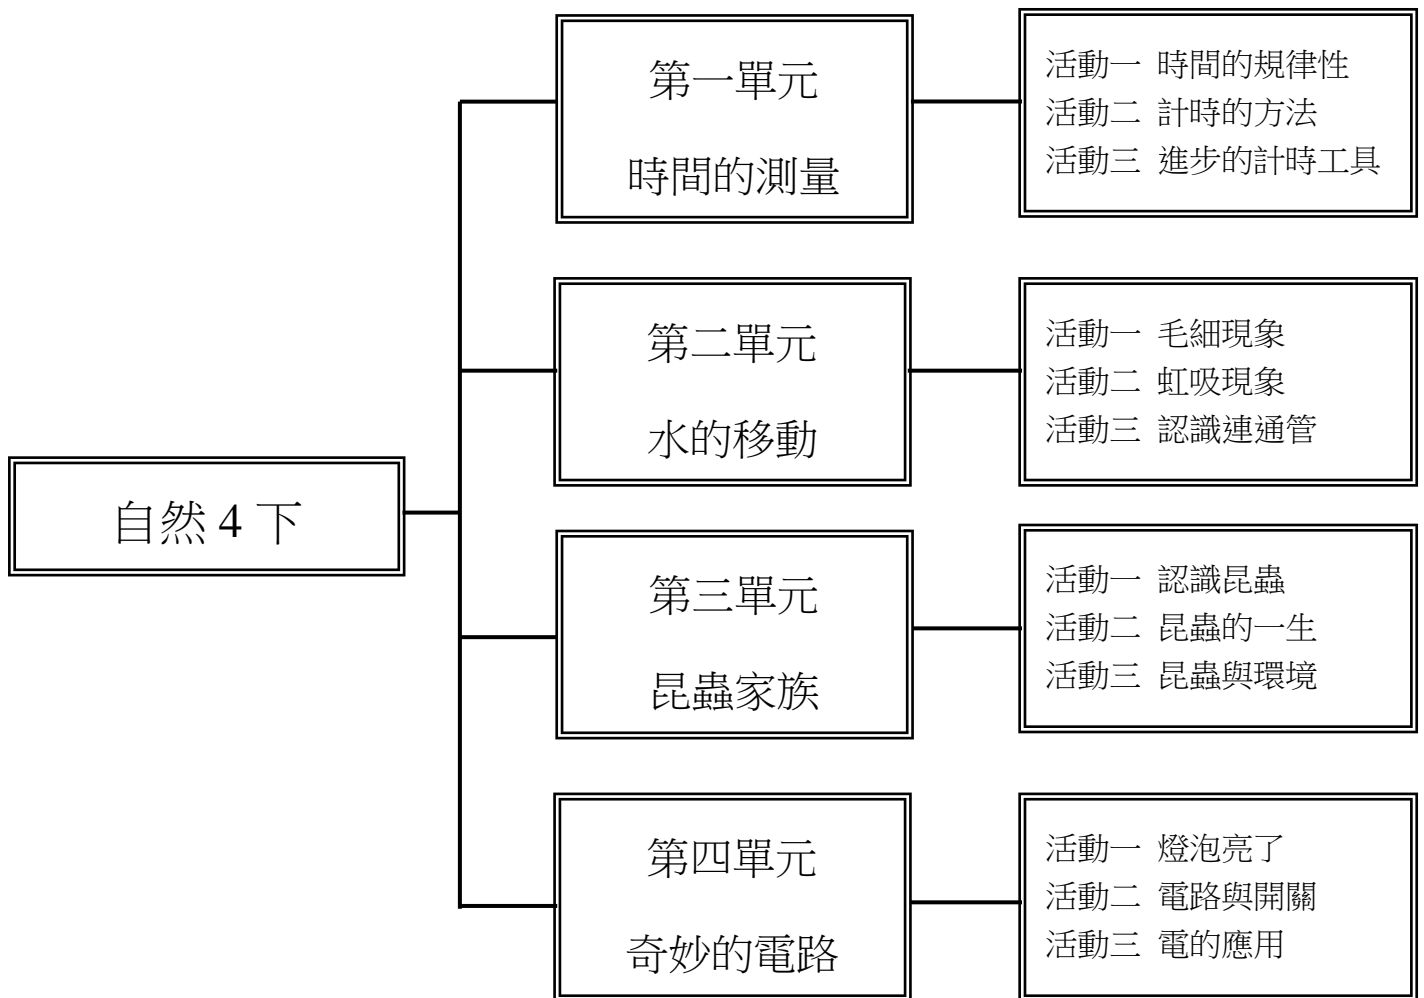 自然 4 下
第一單元
時間的測量
活動一 時間的規律性
活動二 計時的方法
活動三 進步的計時工具
第二單元
水的移動
活動一 毛細現象
活動二 虹吸現象
活動三 認識連通管
第三單元
昆蟲家族
活動一 認識昆蟲
活動二 昆蟲的一生
活動三 昆蟲與環境
第四單元
奇妙的電路
活動一 燈泡亮了
活動二 電路與開關
活動三 電的應用